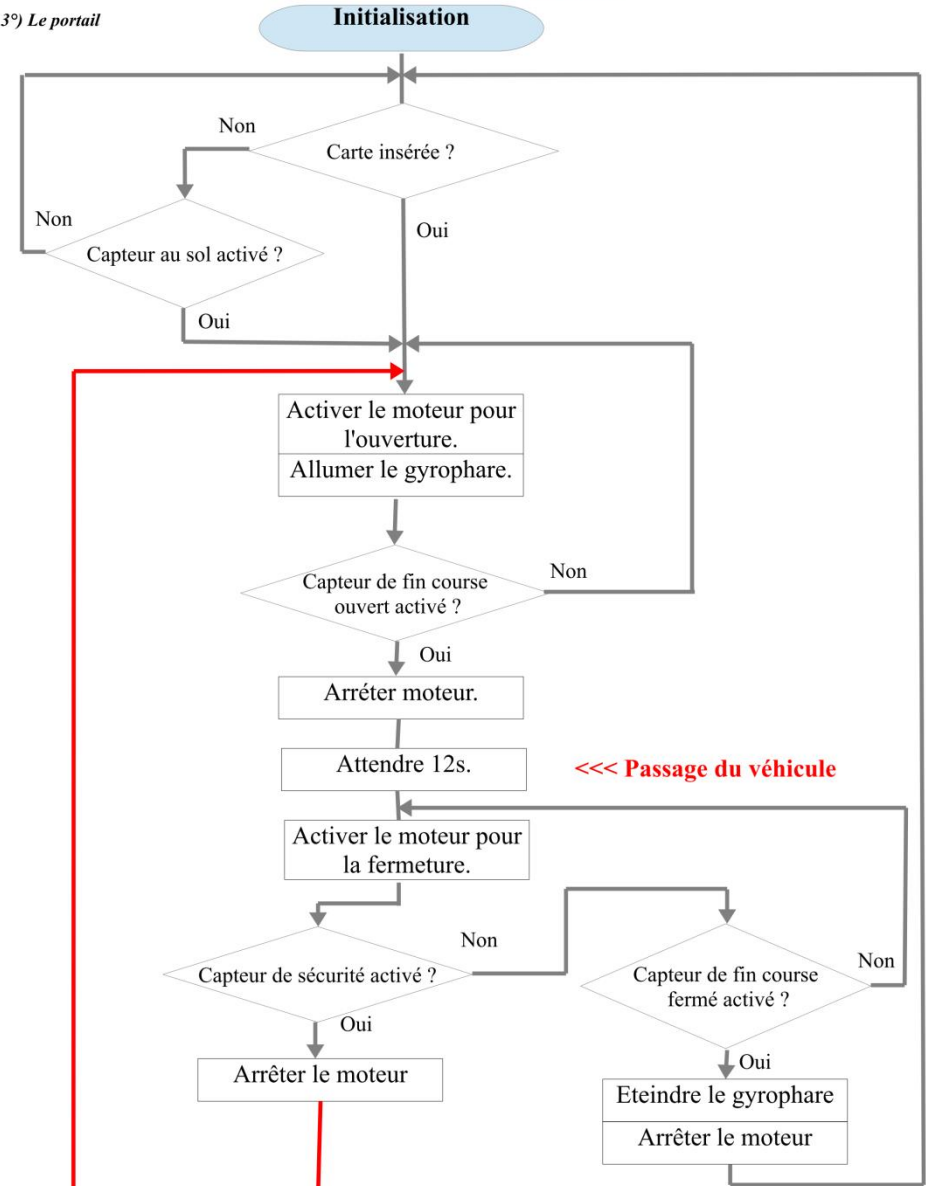 3°) Le portail
Initialisation
Non
Carte insérée ?
Non
Oui
Capteur au sol activé ?
Oui
Activer le moteur pour
l'ouverture.
Allumer le gyrophare.
Capteur de fin course
ouvert activé ?
Non
Oui
Arréter moteur.
Attendre 12s.
<<< Passage du véhicule
Activer le moteur pour
la fermeture.
Non
Capteur de sécurité activé ?
Capteur de fin course
fermé activé ?
Non
Oui
Arrêter le moteur
Oui
Eteindre le gyrophare
Arrêter le moteur